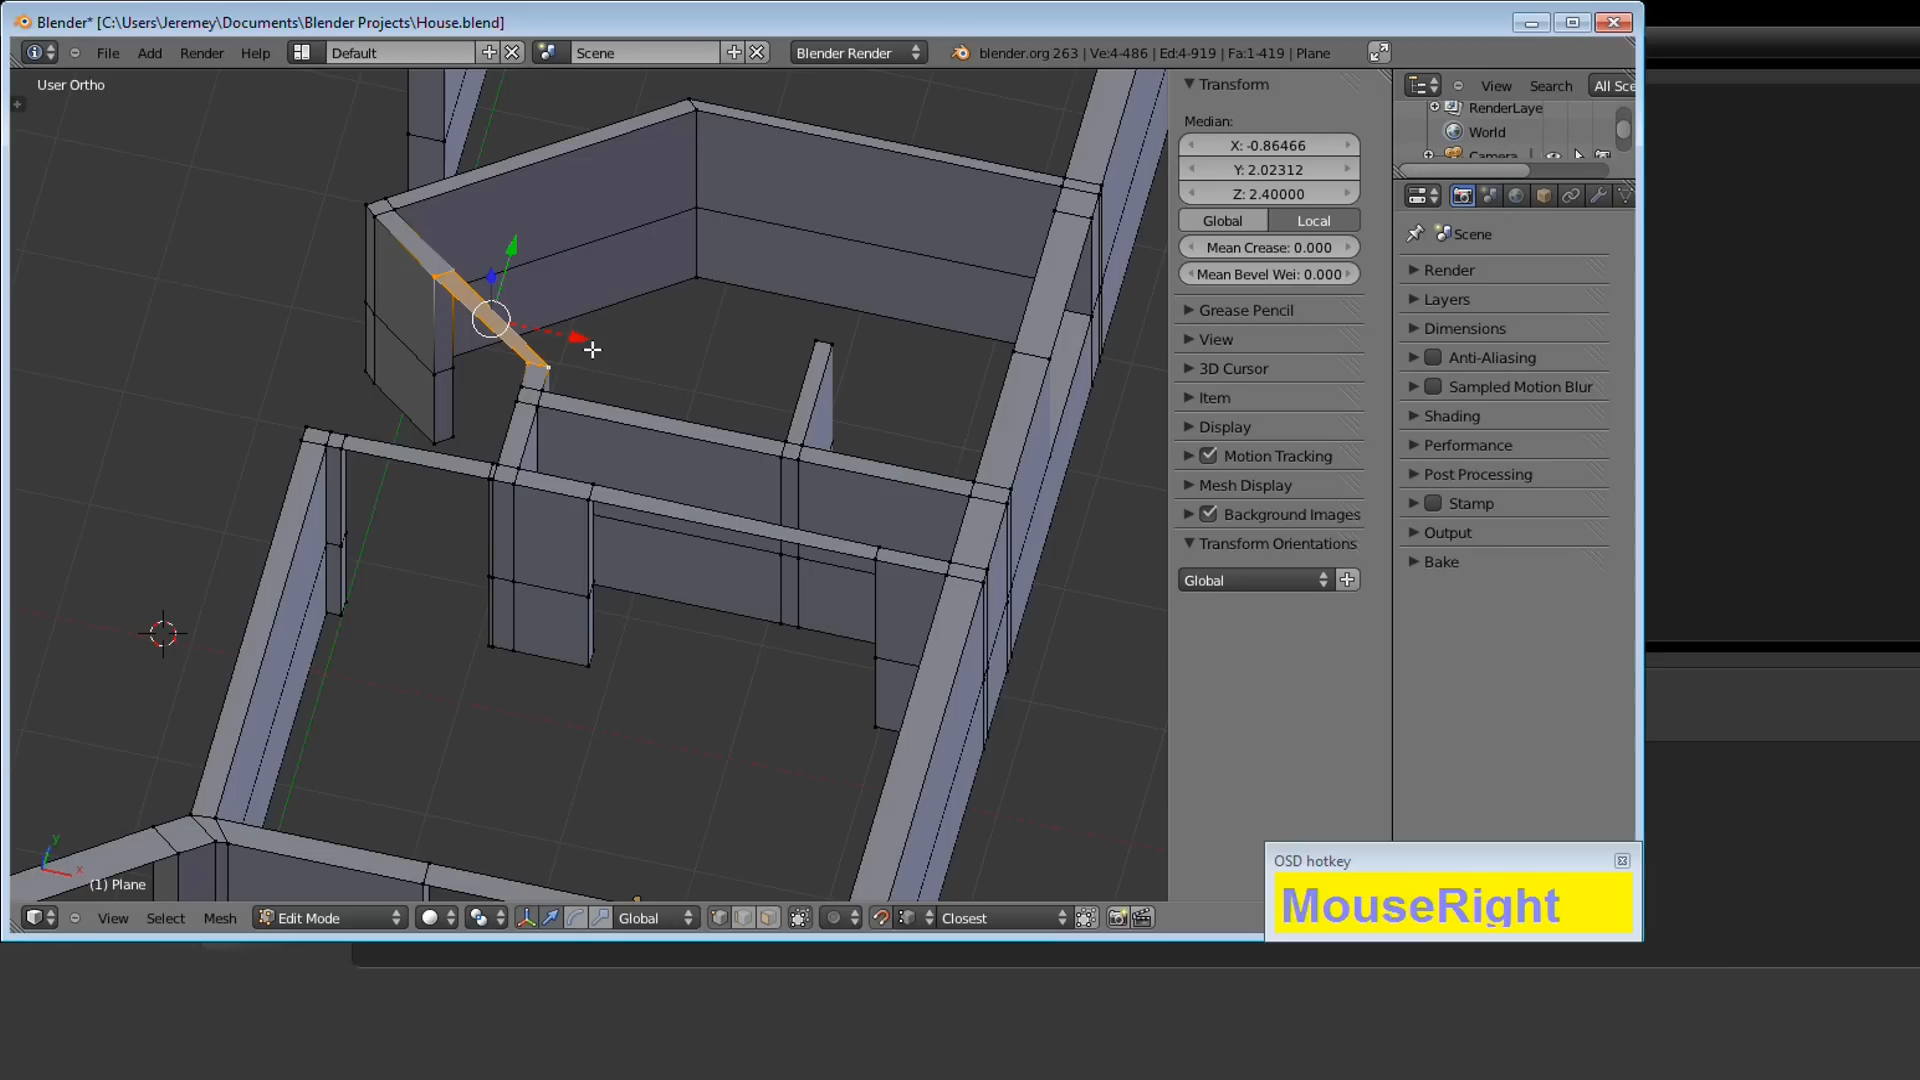 Blender* [C:\Users\Jeremey\Documents\Blender Projects\House.blend]
File Add Render Help Default Scene Blender Render blender.org 263 | Ve:4-486 | Ed:4-919 | Fa:1-419 | Plane
User Ortho
Transform
Median:
X: -0.86466
Y: 2.02312
Z: 2.40000
Global Local
Mean Crease: 0.000
Mean Bevel Wei: 0.000
Grease Pencil
View
3D Cursor
Item
Display
Motion Tracking
Mesh Display
Background Images
Transform Orientations
Global
View Search All Sce
RenderLaye
World
Camera
Scene
Render
Layers
Dimensions
Anti-Aliasing
Sampled Motion Blur
Shading
Performance
Post Processing
Stamp
Output
Bake
y
x
(1) Plane
View Select Mesh Edit Mode Global Closest
OSD hotkey
MouseRight